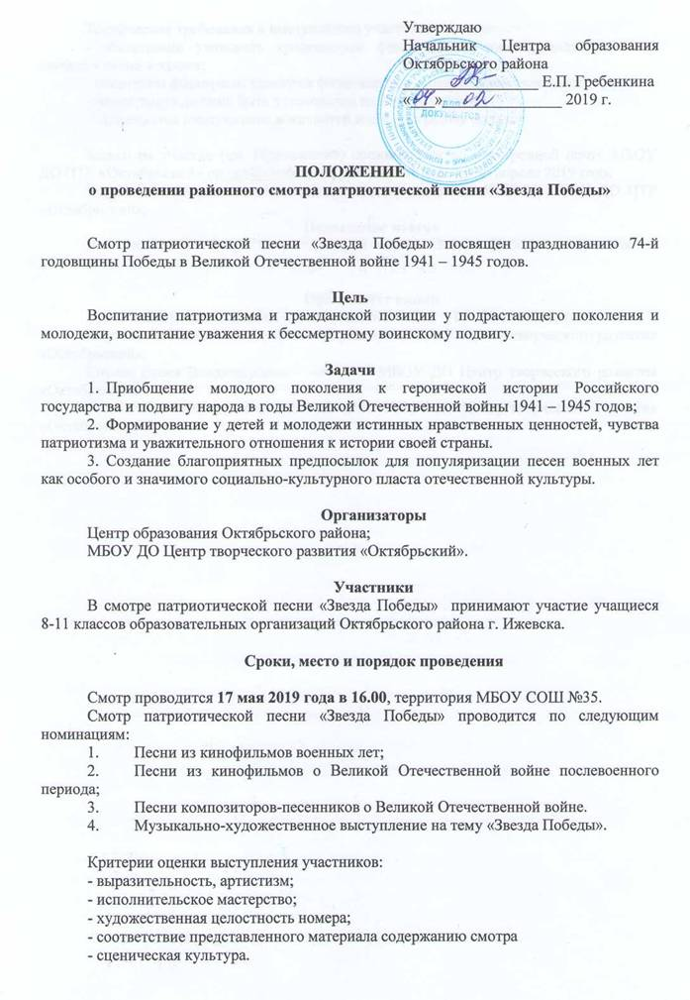 Утверждаю
Начальник Центра образования
Октябрьского района
_________________ Е.П. Гребенкина
«04» 02 2019 г.
ДЛЯ
ДОКУМЕНТОВ
ПОЛОЖЕНИЕ
о проведении районного смотра патриотической песни «Звезда Победы»
Смотр патриотической песни «Звезда Победы» посвящен празднованию 74-й
годовщины Победы в Великой Отечественной войне 1941 – 1945 годов.
Цель
Воспитание патриотизма и гражданской позиции у подрастающего поколения и
молодежи, воспитание уважения к бессмертному воинскому подвигу.
Задачи
1. Приобщение молодого поколения к героической истории Российского
государства и подвигу народа в годы Великой Отечественной войны 1941 – 1945 годов;
2. Формирование у детей и молодежи истинных нравственных ценностей, чувства
патриотизма и уважительного отношения к истории своей страны.
3. Создание благоприятных предпосылок для популяризации песен военных лет
как особого и значимого социально-культурного пласта отечественной культуры.
Организаторы
Центр образования Октябрьского района;
МБОУ ДО Центр творческого развития «Октябрьский».
Участники
В смотре патриотической песни «Звезда Победы» принимают участие учащиеся
8-11 классов образовательных организаций Октябрьского района г. Ижевска.
Сроки, место и порядок проведения
Смотр проводится 17 мая 2019 года в 16.00, территория МБОУ СОШ №35.
Смотр патриотической песни «Звезда Победы» проводится по следующим
номинациям:
1. Песни из кинофильмов военных лет;
2. Песни из кинофильмов о Великой Отечественной войне послевоенного
периода;
3. Песни композиторов-песенников о Великой Отечественной войне.
4. Музыкально-художественное выступление на тему «Звезда Победы».
Критерии оценки выступления участников:
- выразительность, артистизм;
- исполнительское мастерство;
- художественная целостность номера;
- соответствие представленного материала содержанию смотра
- сценическая культура.